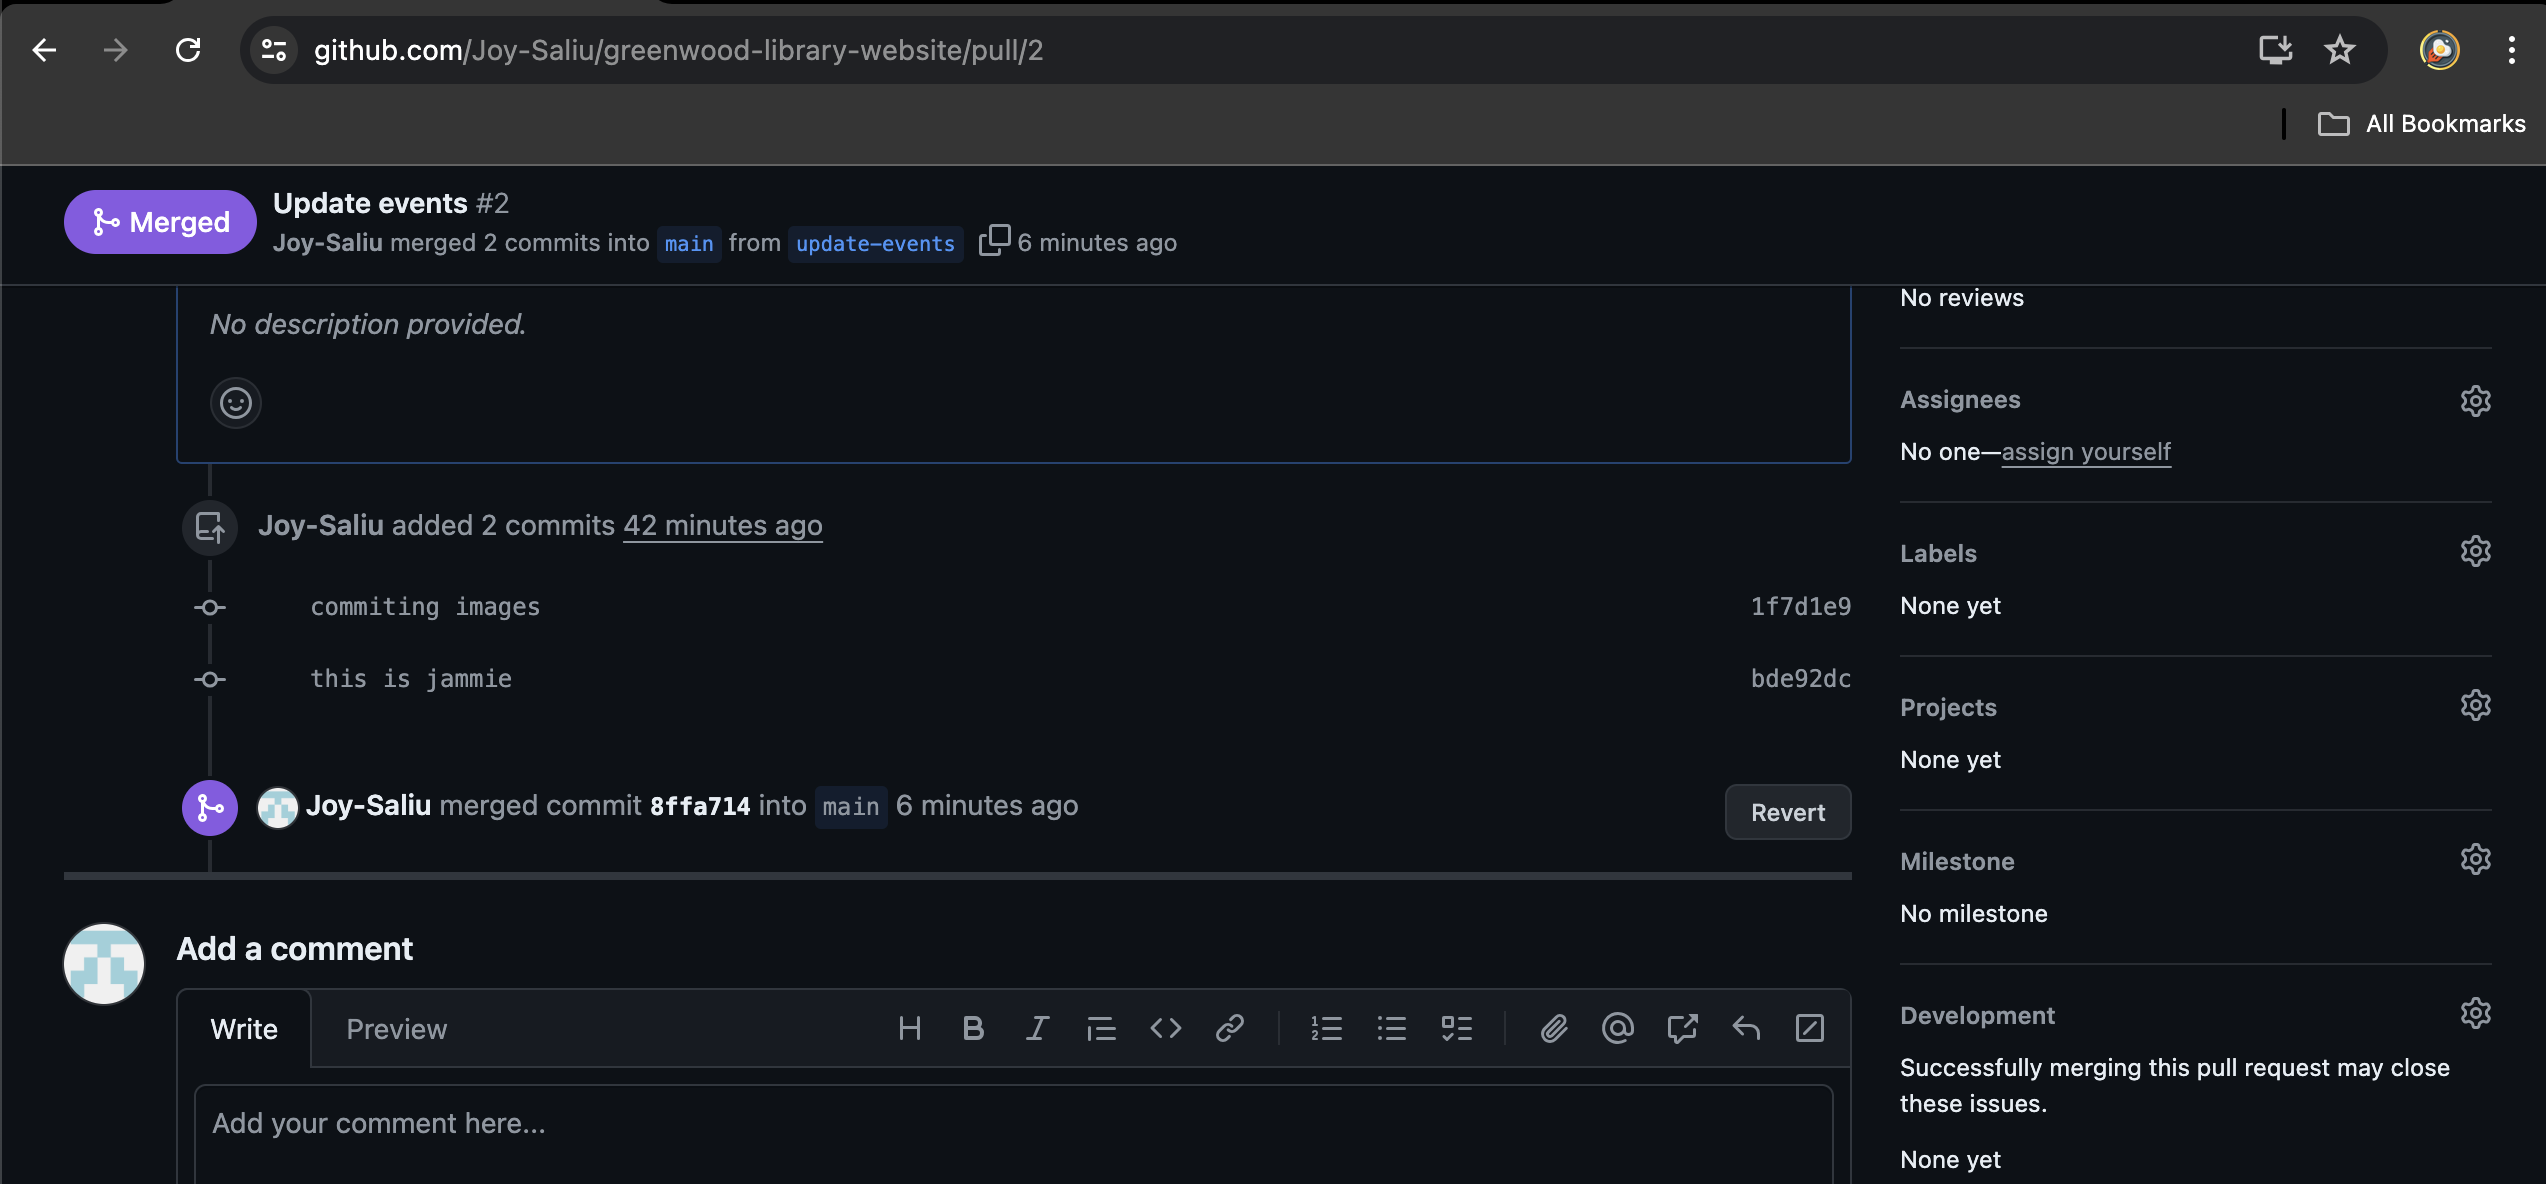 github.com/Joy-Saliu/greenwood-library-website/pull/2
All Bookmarks
Merged
Update events #2
Joy-Saliu merged 2 commits into main from update-events 6 minutes ago
No description provided.
Joy-Saliu added 2 commits 42 minutes ago
commiting images 1f7d1e9
this is jammie bde92dc
Joy-Saliu merged commit 8ffa714 into main 6 minutes ago
Revert
Add a comment
Write
Preview
Add your comment here...
No reviews
Assignees
No one—assign yourself
Labels
None yet
Projects
None yet
Milestone
No milestone
Development
Successfully merging this pull request may close
these issues.
None yet